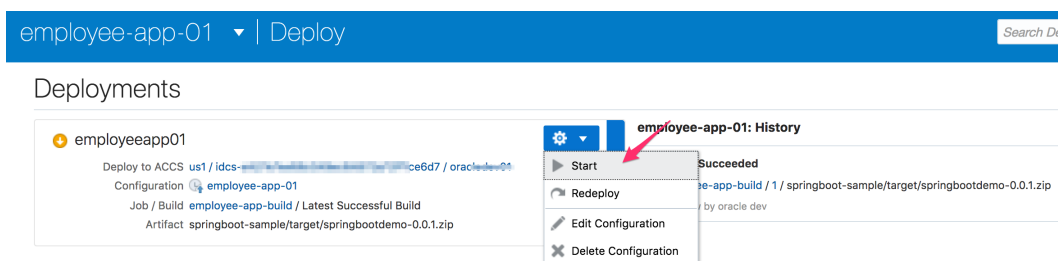 employee-app-01 Deploy
Search De
Deployments
employeeapp01
Deploy to ACCS us1 / idcs- ce6d7 /
Configuration employee-app-01
Job / Build employee-app-build / Latest Successful Build
Artifact springboot-sample/target/springbootdemo-0.0.1.zip
Start
Redeploy
Edit Configuration
Delete Configuration
employee-app-01: History
Succeeded
ee-app-build / 1 / springboot-sample/target/springbootdemo-0.0.1.zip
by oracle dev